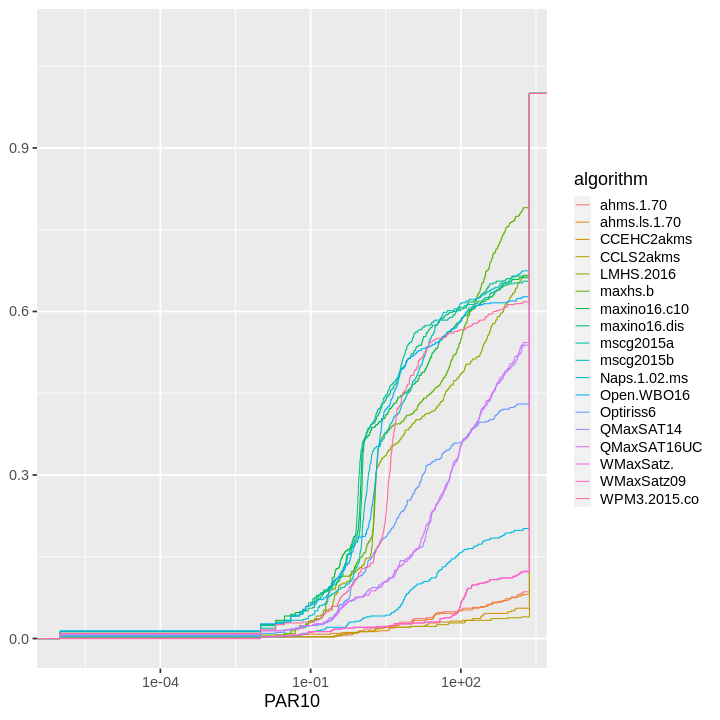 0.9
0.6
0.3
0.0
1e-04
1e-01
1e+02
PAR10
algorithm
ahms.1.70
ahms.ls.1.70
CCEHC2akms
CCLS2akms
LMHS.2016
maxhs.b
maxino16.c10
maxino16.dis
mscg2015a
mscg2015b
Naps.1.02.ms
Open.WBO16
Optiriss6
QMaxSAT14
QMaxSAT16UC
WMaxSatz.
WMaxSatz09
WPM3.2015.co